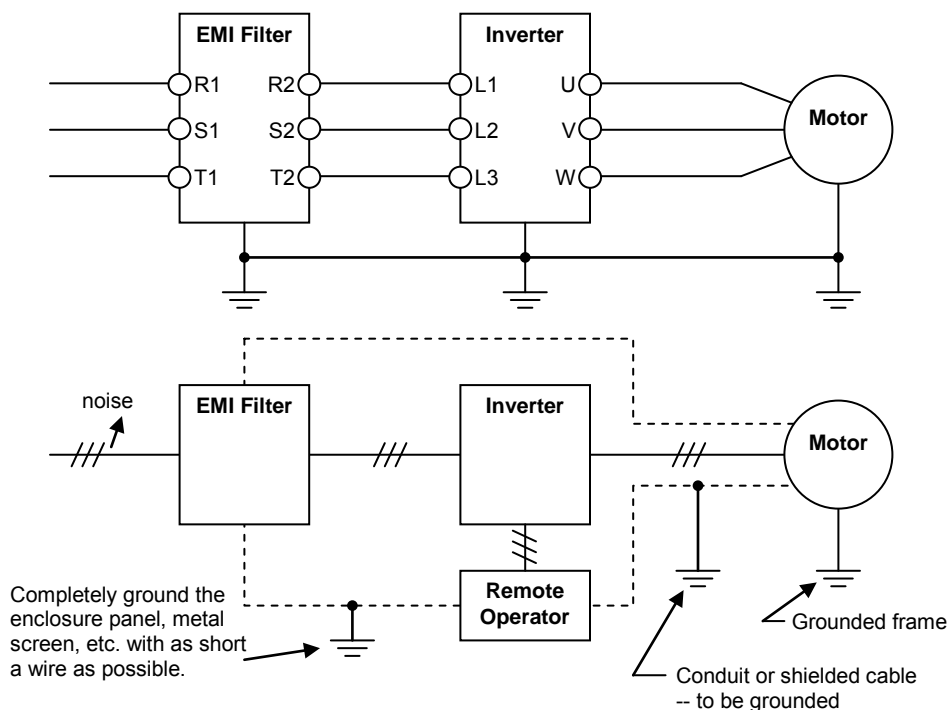 EMI Filter
Inverter
R1
R2
L1
U
Motor
S1
S2
L2
V
T1
T2
L3
W
noise
EMI Filter
Inverter
Motor
Completely ground the
enclosure panel, metal
screen, etc. with as short
a wire as possible.
Remote
Operator
Grounded frame
Conduit or shielded cable
-- to be grounded